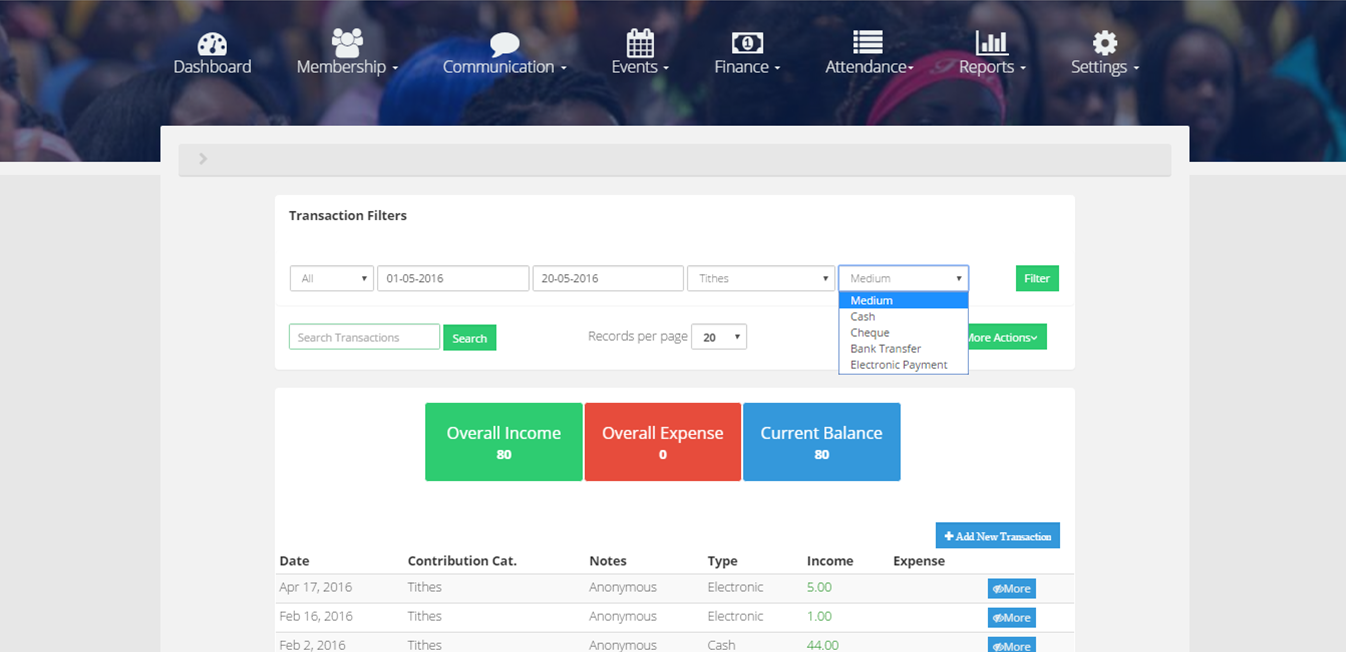 Dashboard Membership Communication Events Finance Attendance Reports Settings
Transaction Filters
All 01-05-2016 20-05-2016 Tithes Medium Filter
Medium
Cash
Cheque
Bank Transfer
Electronic Payment
Search Transactions Search Records per page 20 More Actions
Overall Income Overall Expense Current Balance
80 0 80
Add New Transaction
Date Contribution Cat. Notes Type Income Expense
Apr 17, 2016 Tithes Anonymous Electronic 5.00 More
Feb 16, 2016 Tithes Anonymous Electronic 1.00 More
Feb 2, 2016 Tithes Anonymous Cash 44.00 More